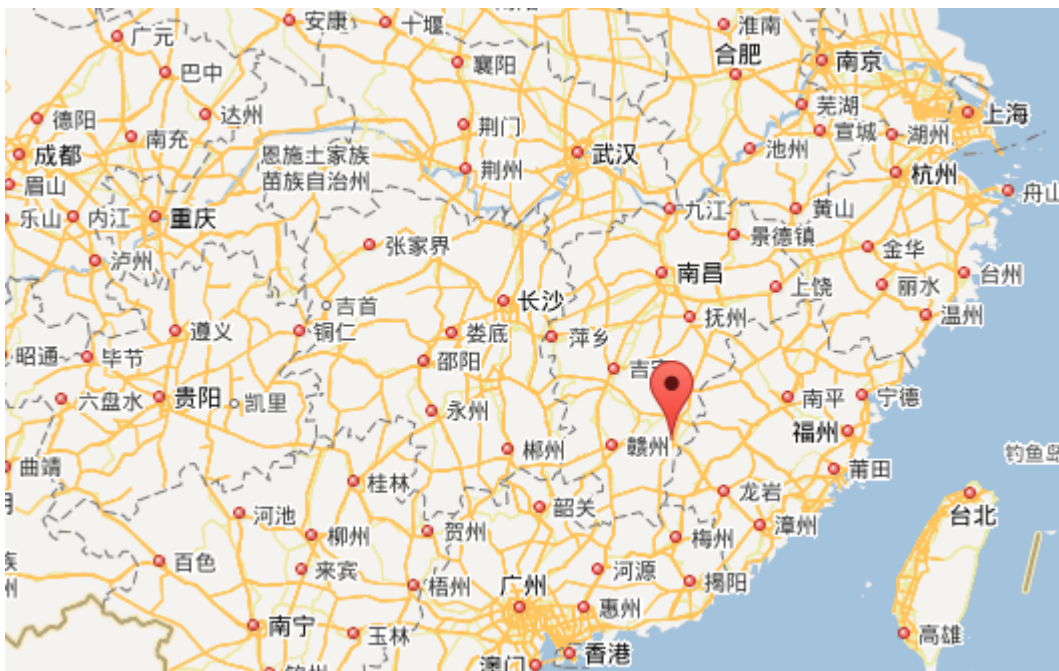 安康
十堰
淮南
广元
合肥
南京
巴中
襄阳
芜湖
上海
德阳
达州
荆门
宣城
湖州
南充
成都
恩施土家族
苗族自治州
武汉
池州
荆州
杭州
眉山
舟山
乐山
内江
重庆
九江
黄山
景德镇
张家界
金华
泸州
南昌
台州
上饶
丽水
吉首
长沙
抚州
温州
遵义
铜仁
娄底
萍乡
昭通
毕节
邵阳
吉安
六盘水
贵阳
凯里
南平
宁德
永州
福州
郴州
赣州
钓鱼岛
曲靖
莆田
桂林
龙岩
韶关
台北
河池
贺州
漳州
柳州
梅州
百色
族
州
来宾
河源
揭阳
梧州
广州
惠州
南宁
玉林
高雄
香港
澳门